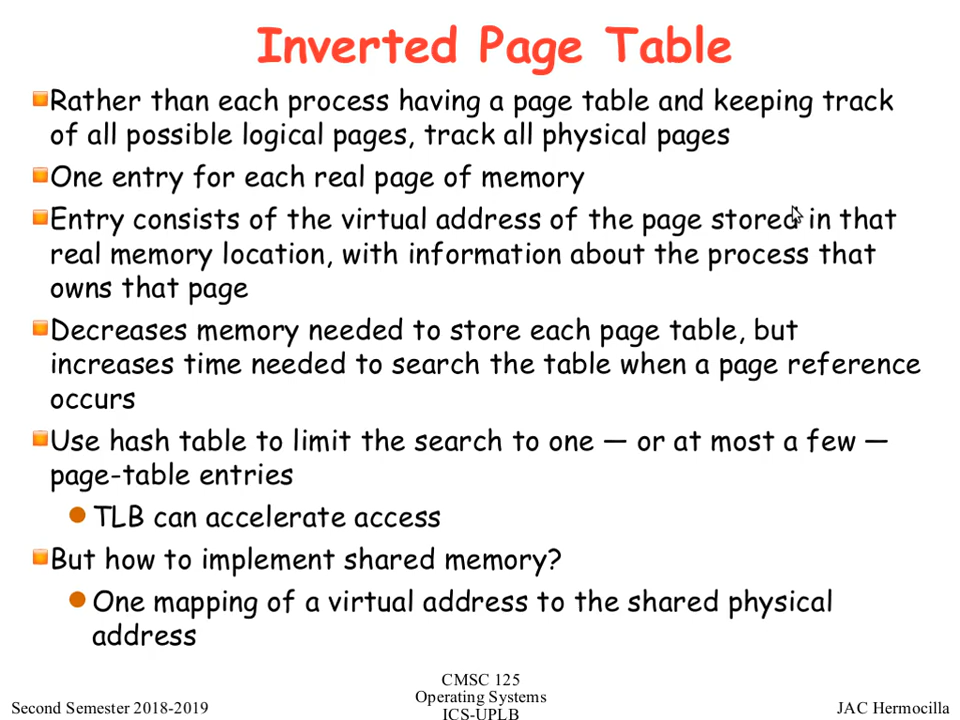 Inverted Page Table
Rather than each process having a page table and keeping track
of all possible logical pages, track all physical pages
One entry for each real page of memory
Entry consists of the virtual address of the page stored in that
real memory location, with information about the process that
owns that page
Decreases memory needed to store each page table, but
increases time needed to search the table when a page reference
occurs
Use hash table to limit the search to one — or at most a few —
page-table entries
TLB can accelerate access
But how to implement shared memory?
One mapping of a virtual address to the shared physical
address
Second Semester 2018-2019
CMSC 125
Operating Systems
ICS-UPLB
JAC Hermocilla